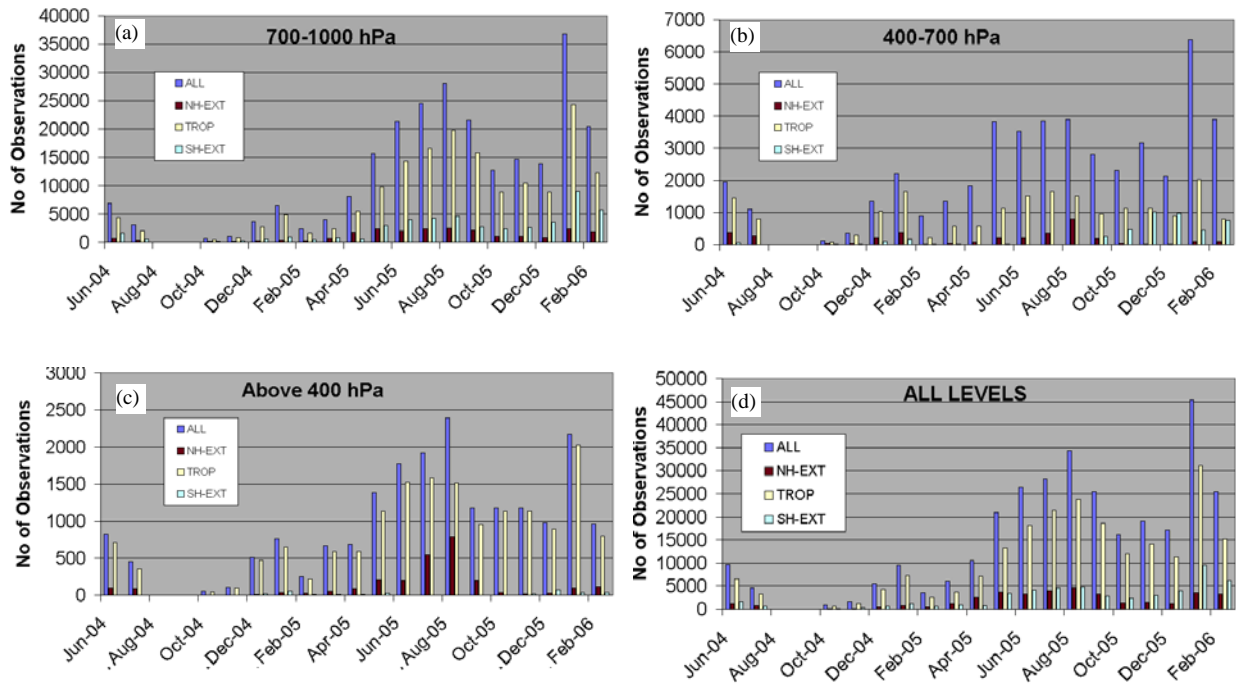 (a)
700-1000 hPa
No of Observations
40000
35000
30000
25000
20000
15000
10000
5000
0
ALL
NH-EXT
TROP
SH-EXT
Jun-04
Aug-04
Oct-04
Dec-04
Feb-05
Apr-05
Jun-05
Aug-05
Oct-05
Dec-05
Feb-06
(b)
400-700 hPa
No of Observations
7000
6000
5000
4000
3000
2000
1000
0
ALL
NH-EXT
TROP
SH-EXT
Jun-04
Aug-04
Oct-04
Dec-04
Feb-05
Apr-05
Jun-05
Aug-05
Oct-05
Dec-05
Feb-06
(c)
Above 400 hPa
No of Observations
3000
2500
2000
1500
1000
500
0
ALL
NH-EXT
TROP
SH-EXT
Jun-04
Aug-04
Oct-04
Dec-04
Feb-05
Apr-05
Jun-05
Aug-05
Oct-05
Dec-05
Feb-06
(d)
ALL LEVELS
No of Observations
50000
45000
40000
35000
30000
25000
20000
15000
10000
5000
0
ALL
NH-EXT
TROP
SH-EXT
Jun-04
Aug-04
Oct-04
Dec-04
Feb-05
Apr-05
Jun-05
Aug-05
Oct-05
Dec-05
Feb-06